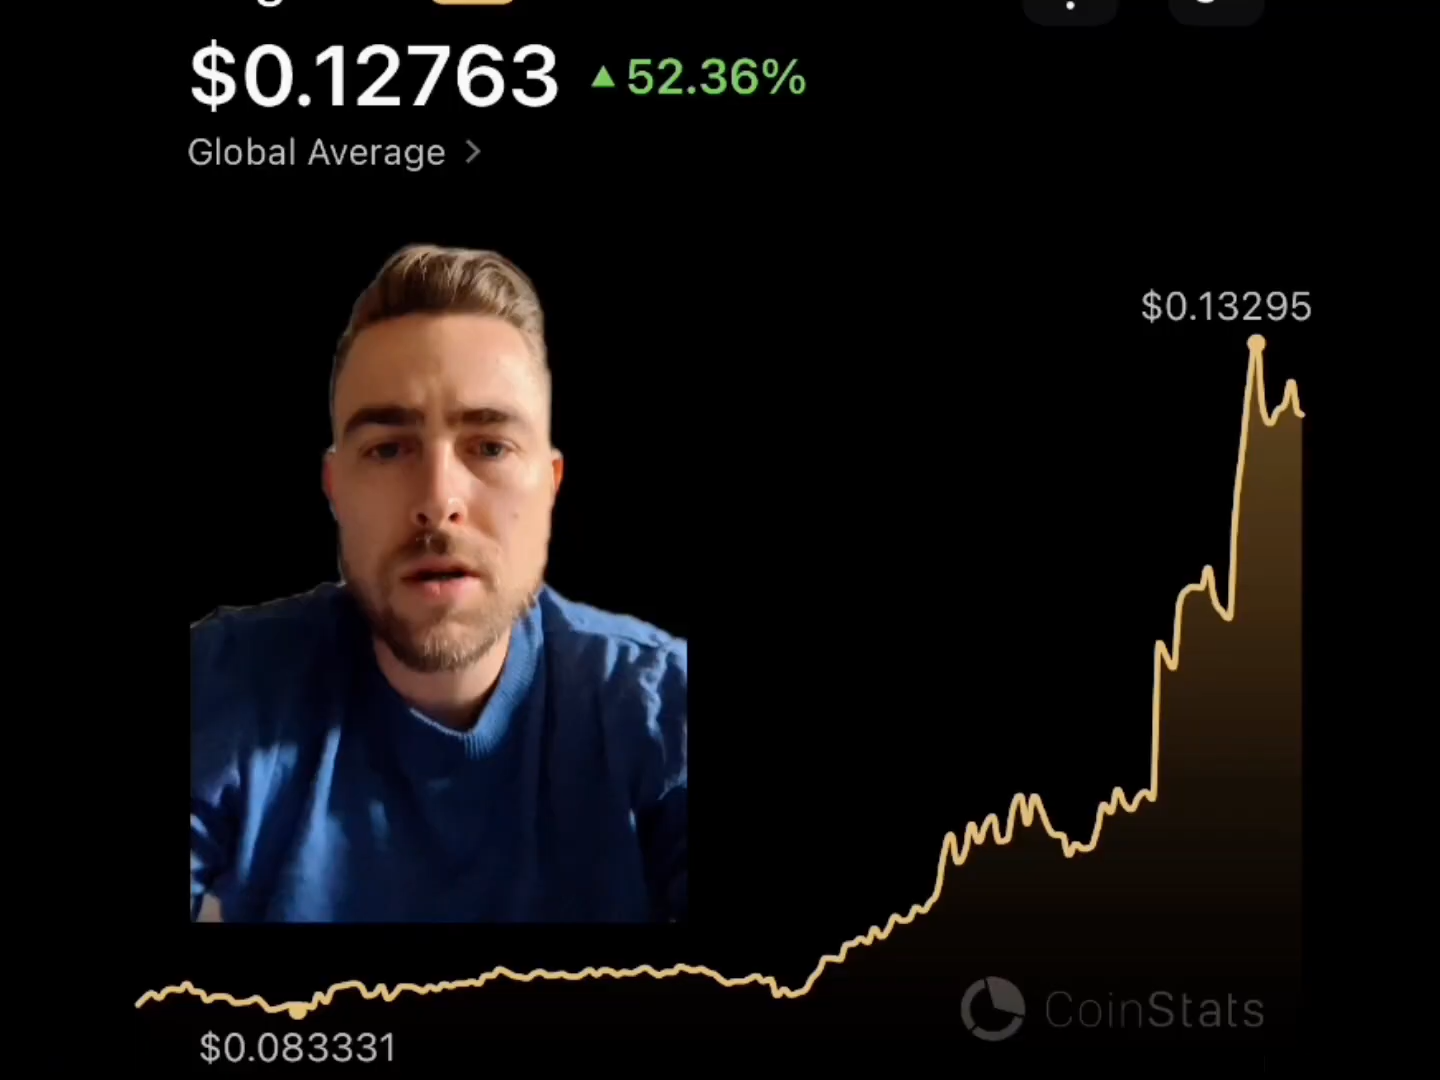 $0.12763 ▲52.36%
Global Average >
$0.13295
$0.083331
CoinStats